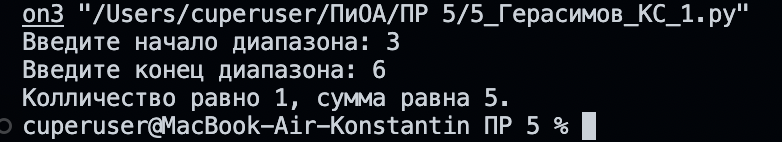 on3 "/Users/cuperuser/ПиОА/ПР 5/5_Герасимов_КС_1.py"
Введите начало диапазона: 3
Введите конец диапазона: 6
Колличество равно 1, сумма равна 5.
cuperuser@MacBook-Air-Konstantin ПР 5 %